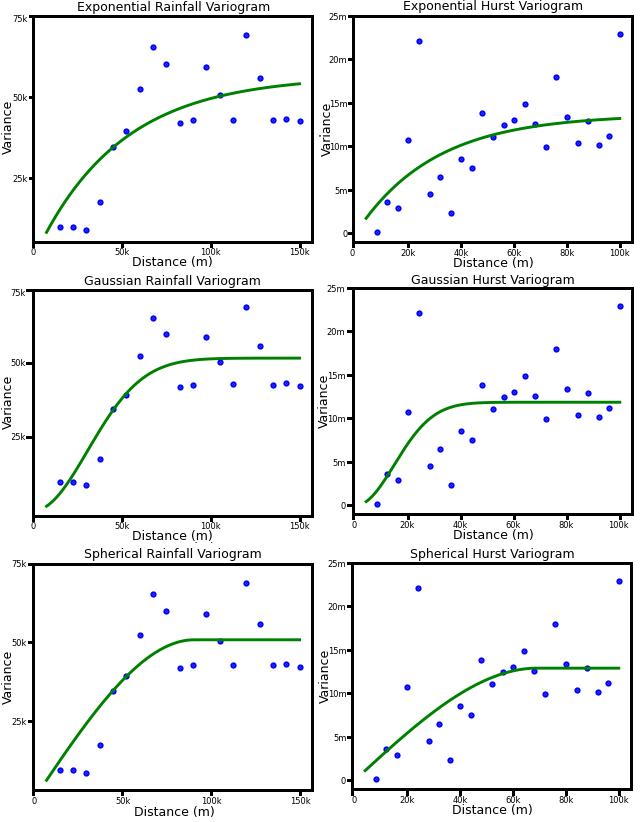 Exponential Rainfall Variogram
Variance
75k
50k
25k
0 50k 100k 150k
Distance (m)
Exponential Hurst Variogram
Variance
25m
20m
15m
10m
5m
0
0 20k 40k 60k 80k 100k
Distance (m)
Gaussian Rainfall Variogram
Variance
75k
50k
25k
0 50k 100k 150k
Distance (m)
Gaussian Hurst Variogram
Variance
25m
20m
15m
10m
5m
0
0 20k 40k 60k 80k 100k
Distance (m)
Spherical Rainfall Variogram
Variance
75k
50k
25k
0 50k 100k 150k
Distance (m)
Spherical Hurst Variogram
Variance
25m
20m
15m
10m
5m
0
0 20k 40k 60k 80k 100k
Distance (m)